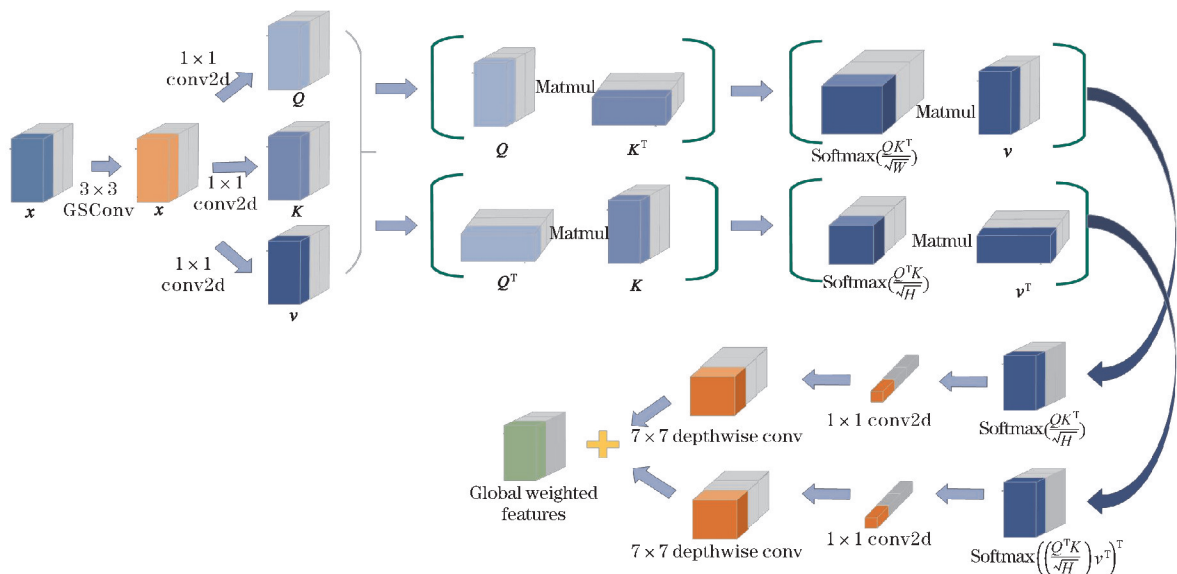 1 × 1
conv2d
Q
x
3 × 3
GSConv
x
1 × 1
conv2d
K
1 × 1
conv2d
v
Q
Matmul
K^T
Softmax(QK^T/√W)
Matmul
v
Q^T
Matmul
K
Softmax(Q^TK/√H)
Matmul
v^T
7 × 7 depthwise conv
1 × 1 conv2d
Softmax(QK^T/√H)
Global weighted
features
7 × 7 depthwise conv
1 × 1 conv2d
Softmax((Q^TK/√H)v^T)^T